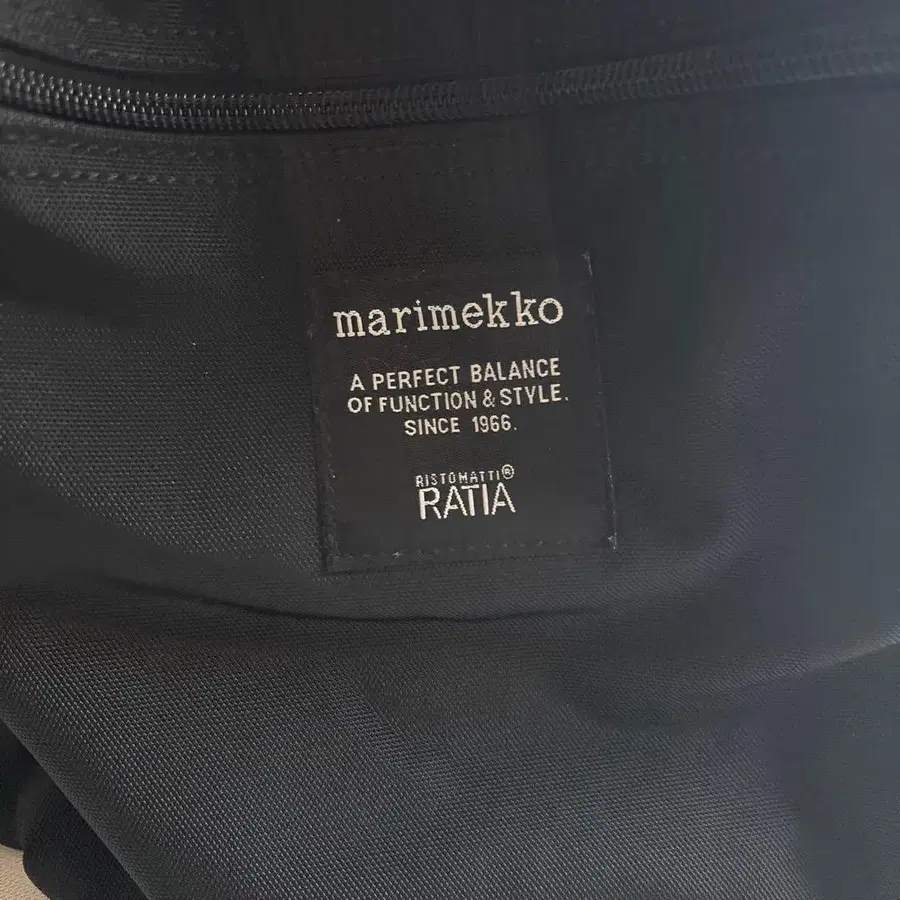 marimekko
A PERFECT BALANCE
OF FUNCTION & STYLE.
SINCE 1966.
RISTOMATTI®
RATIA